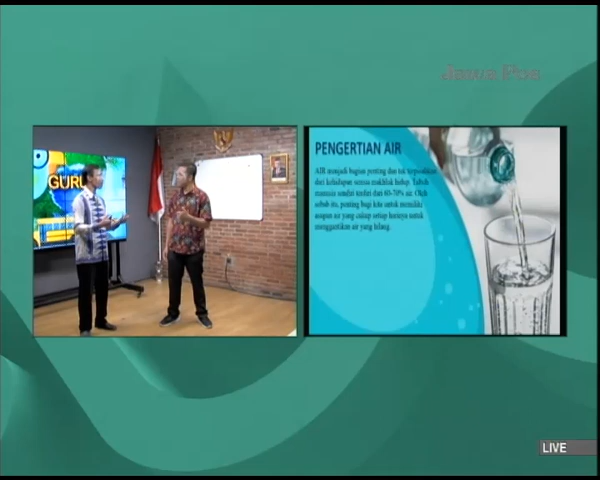 Jawa Pos
GURU
PENGERTIAN AIR
AIR menjadi bagian penting dan tak terpisahkan
dari kehidupan semua makhluk hidup. Tubuh
manusia sendiri terdiri dari 60-70% air. Oleh
sebab itu, penting bagi kita untuk memiliki
asupan air yang cukup setiap harinya untuk
menggantikan air yang hilang.
LIVE